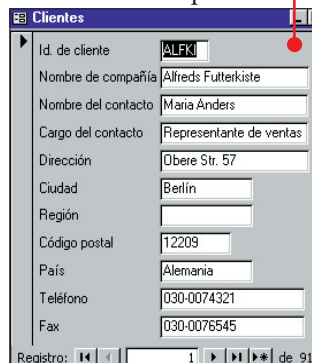 Clientes
Id. de cliente ALFKI
Nombre de compañía Alfreds Futterkiste
Nombre del contacto Maria Anders
Cargo del contacto Representante de ventas
Dirección Obere Str. 57
Ciudad Berlín
Región
Código postal 12209
País Alemania
Teléfono 030-0074321
Fax 030-0076545
Registro: 1 de 91